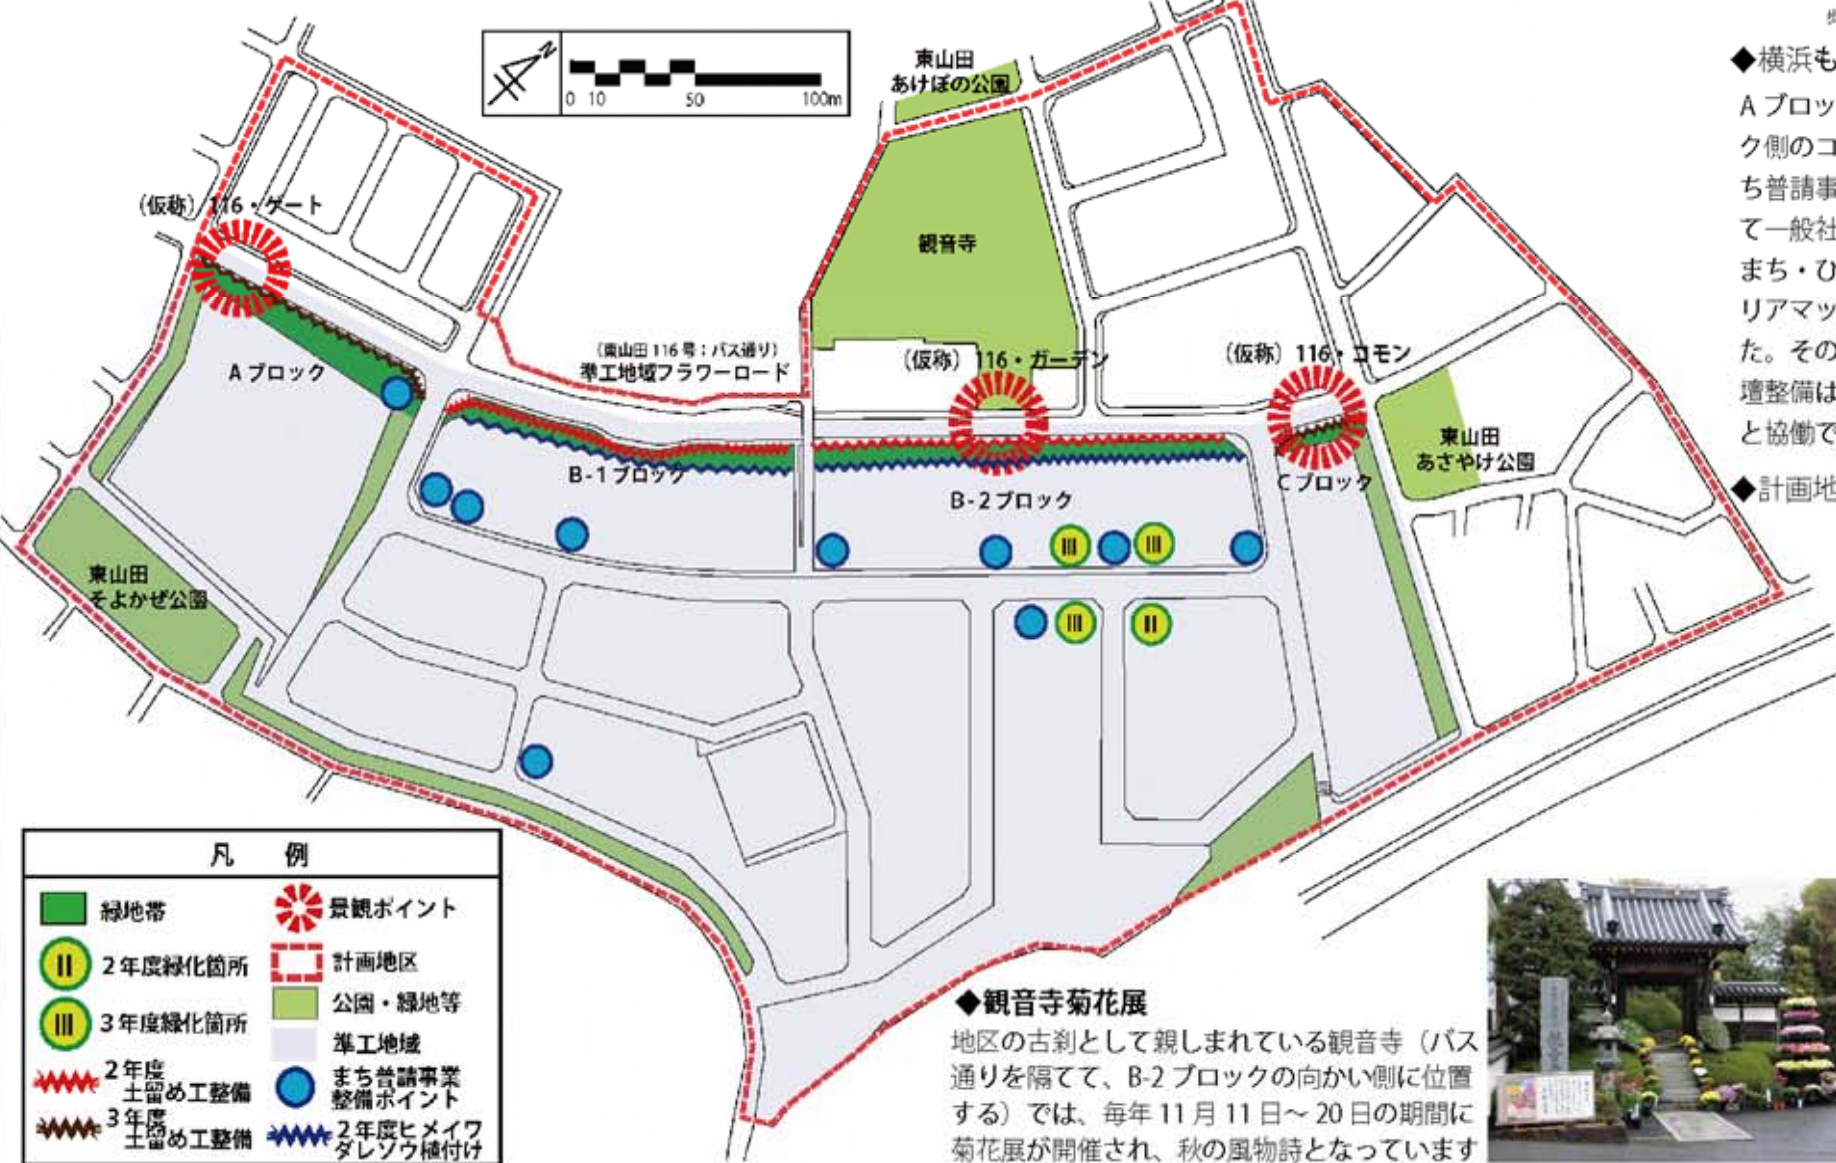 N
0 10 50 100m
東山田
あけぼの公園
(仮称) 116・ゲート
観音寺
(東山田 116 号:バス通り)
準工地域フラワーロード
(仮称) 116・ガーデン
(仮称) 116・コモン
A ブロック
B-1 ブロック
B-2 ブロック
C ブロック
東山田
あさやけ公園
東山田
そよかぜ公園
III
III
III
II
凡 例
緑地帯
II 2 年度緑化箇所
III 3 年度緑化箇所
2 年度
土留め工整備
3 年度
土留め工整備
景観ポイント
計画地区
公園・緑地等
準工地域
まち普請事業
整備ポイント
2 年度ヒメイワ
ダレソウ植付け
◆横浜も
A ブロッ
ク側のコ
ち普請事
て一般社
まち・ひ
リアマッ
た。その
壇整備は
と協働で
◆計画地
◆観音寺菊花展
地区の古刹として親しまれている観音寺(バス
通りを隔てて、B-2 ブロックの向かい側に位置
する)では、毎年 11 月 11 日~ 20 日の期間に
菊花展が開催され、秋の風物詩となっています